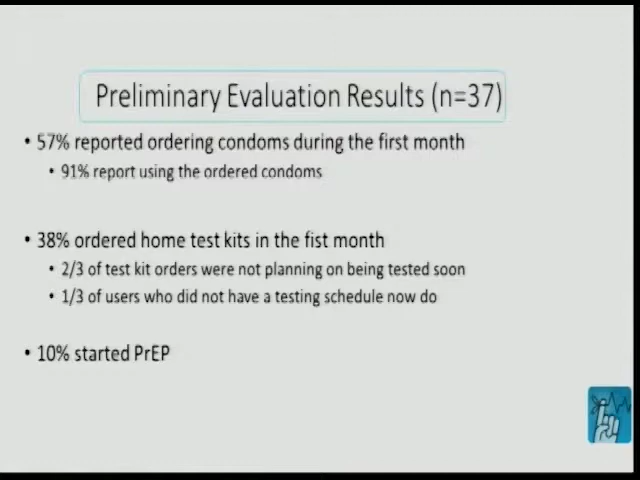 Preliminary Evaluation Results (n=37)
• 57% reported ordering condoms during the first month
• 91% report using the ordered condoms
• 38% ordered home test kits in the fist month
• 2/3 of test kit orders were not planning on being tested soon
• 1/3 of users who did not have a testing schedule now do
• 10% started PrEP